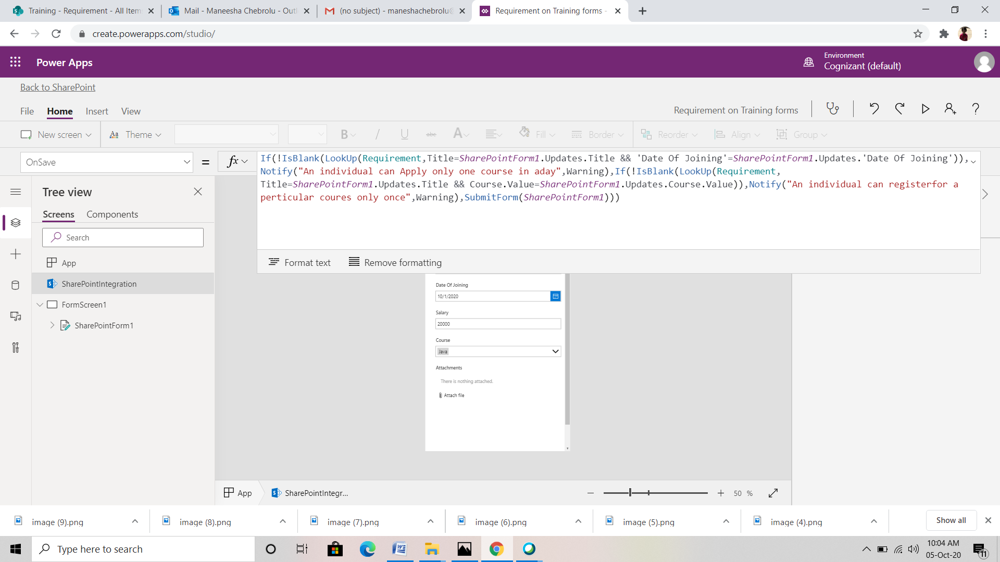 Training - Requirement - All Item
Mail - Maneesha Chebrolu - Outl
(no subject) - maneshachebrolu@
Requirement on Training forms -
create.powerapps.com/studio/
Power Apps
Environment
Cognizant (default)
Back to SharePoint
File
Home
Insert
View
Requirement on Training forms
New screen
Theme
B
U
abc
A
Fill
Border
Reorder
Align
Group
OnSave
=
fx
If(!IsBlank(LookUp(Requirement,Title=SharePointForm1.Updates.Title && 'Date Of Joining'=SharePointForm1.Updates.'Date Of Joining')),
Notify("An individual can Apply only one course in aday",Warning),If(!IsBlank(LookUp(Requirement,
Title=SharePointForm1.Updates.Title && Course.Value=SharePointForm1.Updates.Course.Value)),Notify("An individual can registerfor a
perticular coures only once",Warning),SubmitForm(SharePointForm1)))
Format text
Remove formatting
Tree view
Screens
Components
Search
App
SharePointIntegration
FormScreen1
SharePointForm1
Date Of Joining
10/1/2020
Salary
20000
Course
Java
Attachments
There is nothing attached.
Attach file
App
SharePointIntegr...
50 %
image (9).png
image (8).png
image (7).png
image (6).png
image (5).png
image (4).png
Show all
Type here to search
10:04 AM
05-Oct-20
11